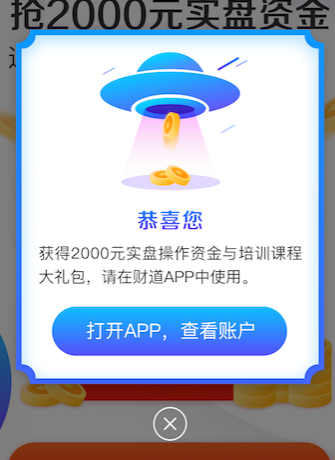 抢2000元实盘资金
恭喜您
获得2000元实盘操作资金与培训课程
大礼包，请在财道APP中使用。
打开APP，查看账户